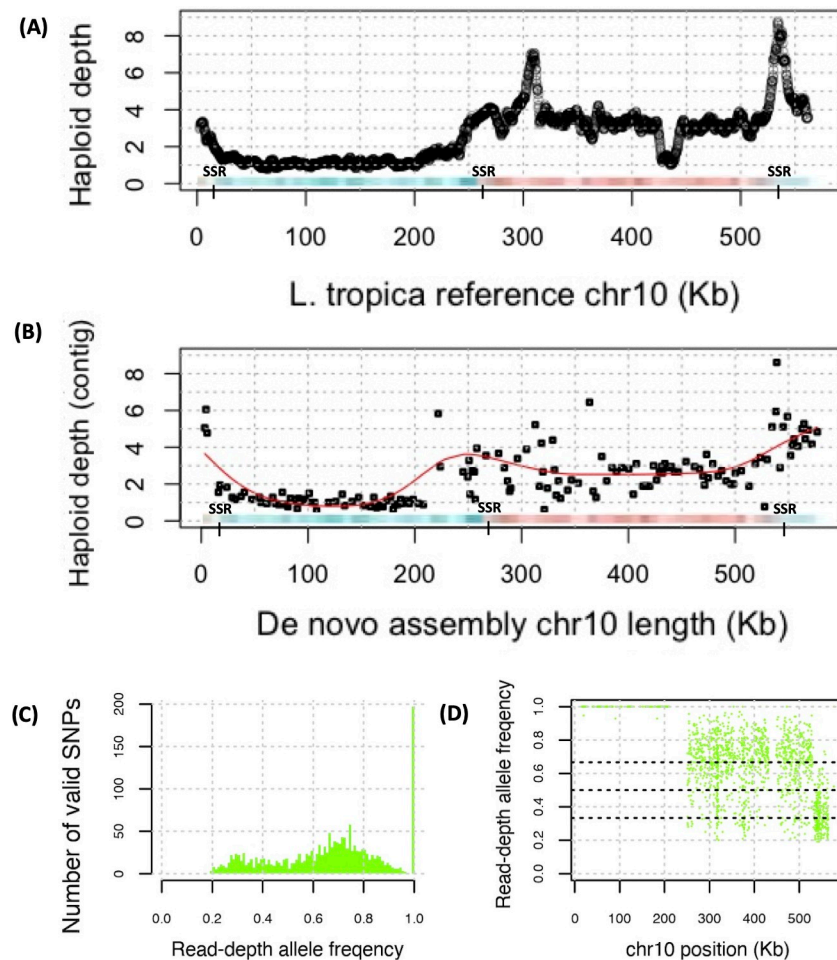 (A)
Haploid depth
8
6
4
2
0
SSR
SSR
SSR
0 100 200 300 400 500
L. tropica reference chr10 (Kb)
(B)
Haploid depth (contig)
8
6
4
2
0
SSR
SSR
SSR
0 100 200 300 400 500
De novo assembly chr10 length (Kb)
(C)
Number of valid SNPs
200
150
100
50
0
0.0 0.2 0.4 0.6 0.8 1.0
Read-depth allele freqency
(D)
Read-depth allele freqency
1.0
0.8
0.6
0.4
0.2
0.0
0 100 200 300 400 500
chr10 position (Kb)